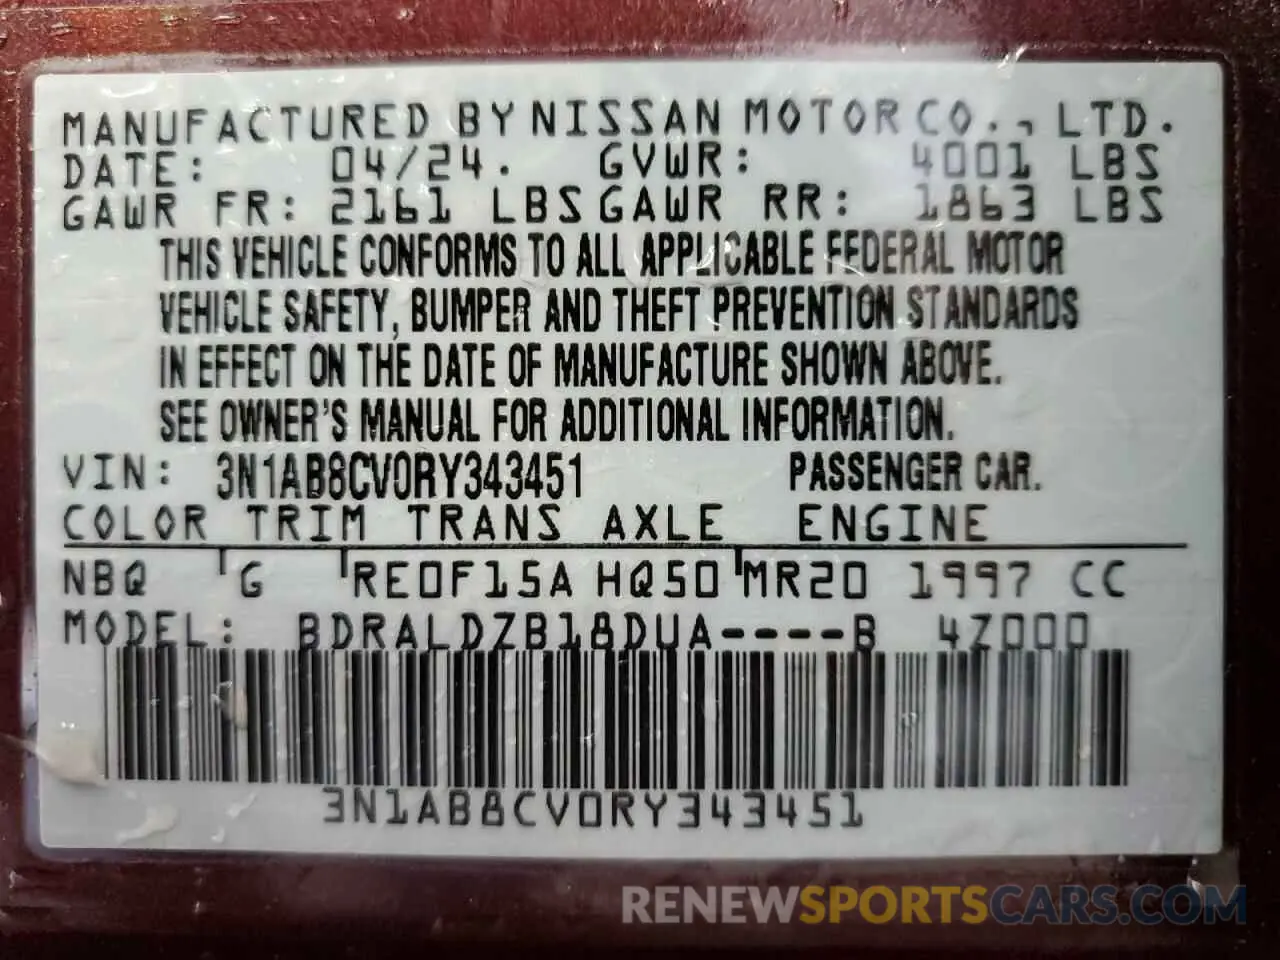 MANUFACTURED BY NISSAN MOTOR CO., LTD.
DATE: 04/24. GVWR: 4001 LBS
GAWR FR: 2161 LBS GAWR RR: 1863 LBS
THIS VEHICLE CONFORMS TO ALL APPLICABLE FEDERAL MOTOR
VEHICLE SAFETY, BUMPER AND THEFT PREVENTION STANDARDS
IN EFFECT ON THE DATE OF MANUFACTURE SHOWN ABOVE.
SEE OWNER'S MANUAL FOR ADDITIONAL INFORMATION.
VIN: 3N1AB8CV0RY343451 PASSENGER CAR.
COLOR TRIM TRANS AXLE ENGINE
NBQ G RE0F15A HQ50 MR20 1997 CC
MODEL: BDRALDZB18DUA----B 4Z000
3N1AB8CV0RY343451
RENEWSPORTSCARS.COM